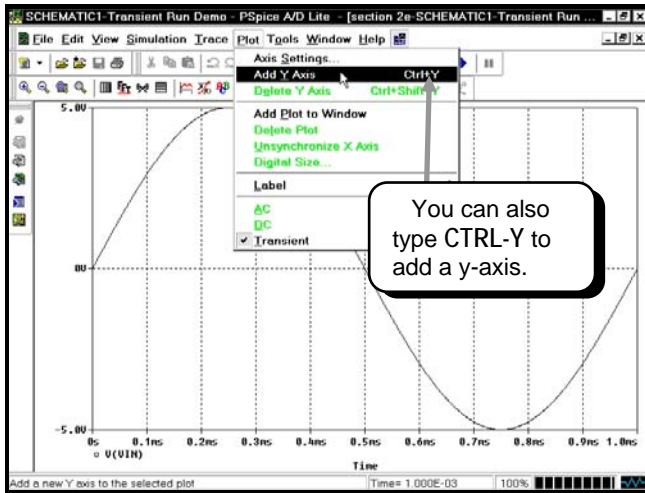 SCHEMATIC1-Transient Run Demo - PSpice A/D Lite - [section 2e-SCHEMATIC1-Transient Run ...
File Edit View Simulation Trace Plot Tools Window Help
Axis Settings...
Add Y Axis Ctrl+Y
Delete Y Axis Ctrl+Shift+Y
Add Plot to Window
Delete Plot
Unsynchronize X Axis
Digital Size...
Label
AC
DC
Transient
You can also
type CTRL-Y to
add a y-axis.
5.0V
0V
-5.0V
0s 0.1ms 0.2ms 0.3ms 0.4ms 0.5ms 0.6ms 0.7ms 0.8ms 0.9ms 1.0ms
V(VIN)
Time
Add a new Y axis to the selected plot Time= 1.000E-03 100%